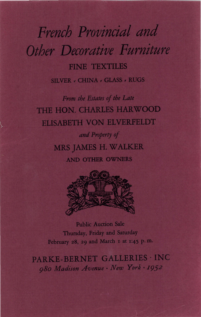 French Provincial and
Other Decorative Furniture
FINE TEXTILES
SILVER · CHINA · GLASS · RUGS
From the Estates of the Late
THE HON. CHARLES HARWOOD
ELISABETH VON ELVERFELDT
and Property of
MRS JAMES H. WALKER
AND OTHER OWNERS
Public Auction Sale
Thursday, Friday and Saturday
February 28, 29 and March 1 at 1:45 p. m.
PARKE-BERNET GALLERIES · INC
980 Madison Avenue · New York · 1952